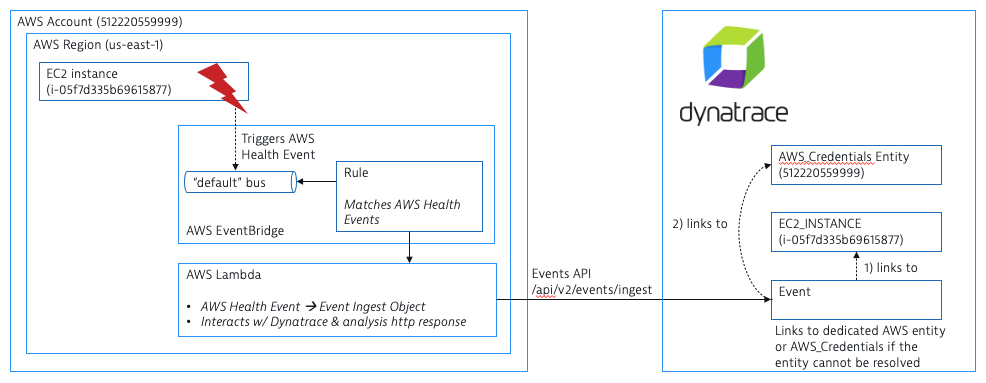 AWS Account (512220559999)
AWS Region (us-east-1)
EC2 instance
(i-05f7d335b69615877)
Triggers AWS
Health Event
"default" bus
Rule
Matches AWS Health
Events
AWS EventBridge
AWS Lambda
• AWS Health Event → Event Ingest Object
• Interacts w/ Dynatrace & analysis http response
Events API
/api/v2/events/ingest
dynatrace
AWS_Credentials Entity
(512220559999)
2) links to
EC2_INSTANCE
(i-05f7d335b69615877)
1) links to
Event
Links to dedicated AWS entity
or AWS_Credentials if the
entity cannot be resolved